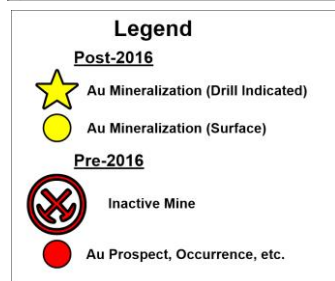 Legend
Post-2016
Au Mineralization (Drill Indicated)
Au Mineralization (Surface)
Pre-2016
Inactive Mine
Au Prospect, Occurrence, etc.